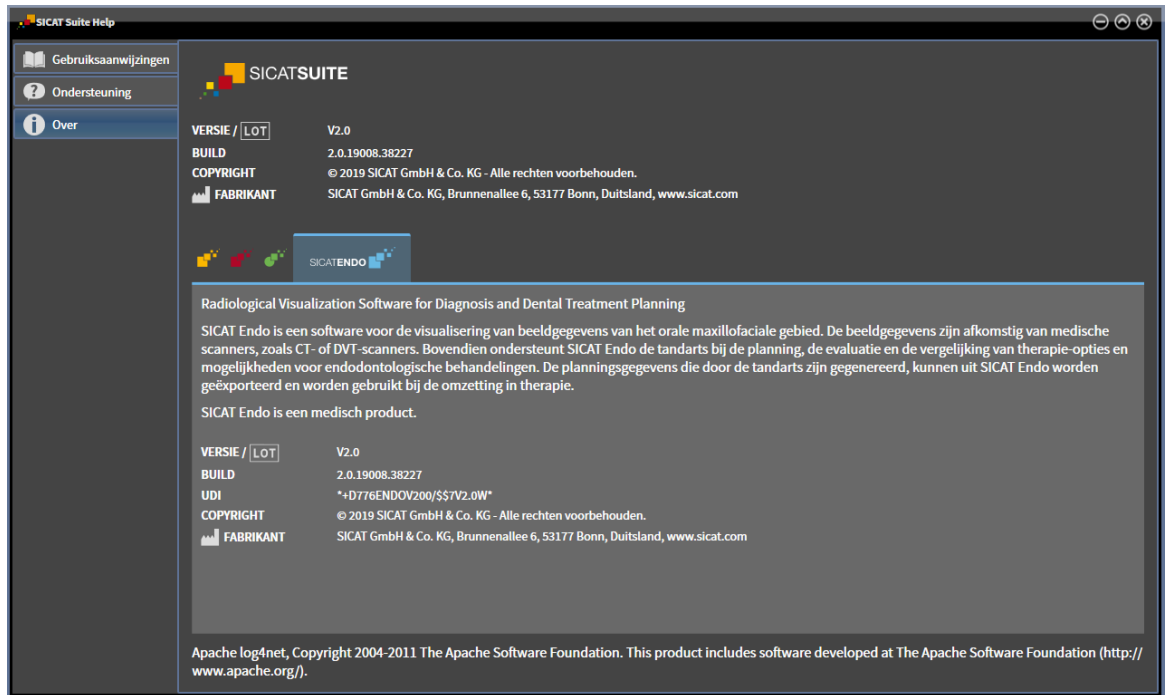 SICAT Suite Help
Gebruiksaanwijzingen
Ondersteuning
Over
SICATSUITE
VERSIE / LOT V2.0
BUILD 2.0.19008.38227
COPYRIGHT © 2019 SICAT GmbH & Co. KG - Alle rechten voorbehouden.
FABRIKANT SICAT GmbH & Co. KG, Brunnenallee 6, 53177 Bonn, Duitsland, www.sicat.com
SICATENDO
Radiological Visualization Software for Diagnosis and Dental Treatment Planning
SICAT Endo is een software voor de visualisering van beeldgegevens van het orale maxillofaciale gebied. De beeldgegevens zijn afkomstig van medische
scanners, zoals CT- of DVT-scanners. Bovendien ondersteunt SICAT Endo de tandarts bij de planning, de evaluatie en de vergelijking van therapie-opties en
mogelijkheden voor endodontologische behandelingen. De planningsgegevens die door de tandarts zijn gegenereerd, kunnen uit SICAT Endo worden
geëxporteerd en worden gebruikt bij de omzetting in therapie.
SICAT Endo is een medisch product.
VERSIE / LOT V2.0
BUILD 2.0.19008.38227
UDI *+D776ENDOV200/$$7V2.0W*
COPYRIGHT © 2019 SICAT GmbH & Co. KG - Alle rechten voorbehouden.
FABRIKANT SICAT GmbH & Co. KG, Brunnenallee 6, 53177 Bonn, Duitsland, www.sicat.com
Apache log4net, Copyright 2004-2011 The Apache Software Foundation. This product includes software developed at The Apache Software Foundation (http://
www.apache.org/).